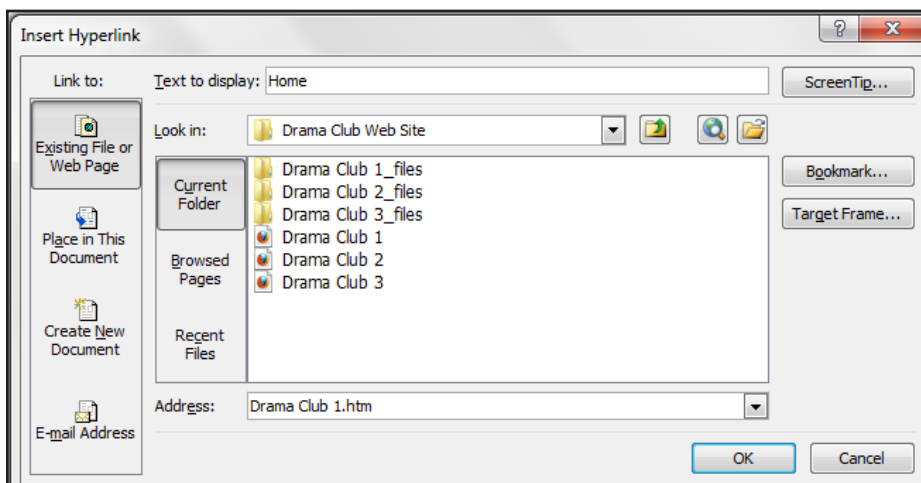 Insert Hyperlink
?
X
Link to:
Text to display: Home
ScreenTip...
Existing File or
Web Page
Look in: Drama Club Web Site
Current
Folder
Drama Club 1_files
Drama Club 2_files
Drama Club 3_files
Drama Club 1
Drama Club 2
Drama Club 3
Bookmark...
Target Frame...
Place in This
Document
Browsed
Pages
Create New
Document
Recent
Files
Address: Drama Club 1.htm
E-mail Address
OK
Cancel